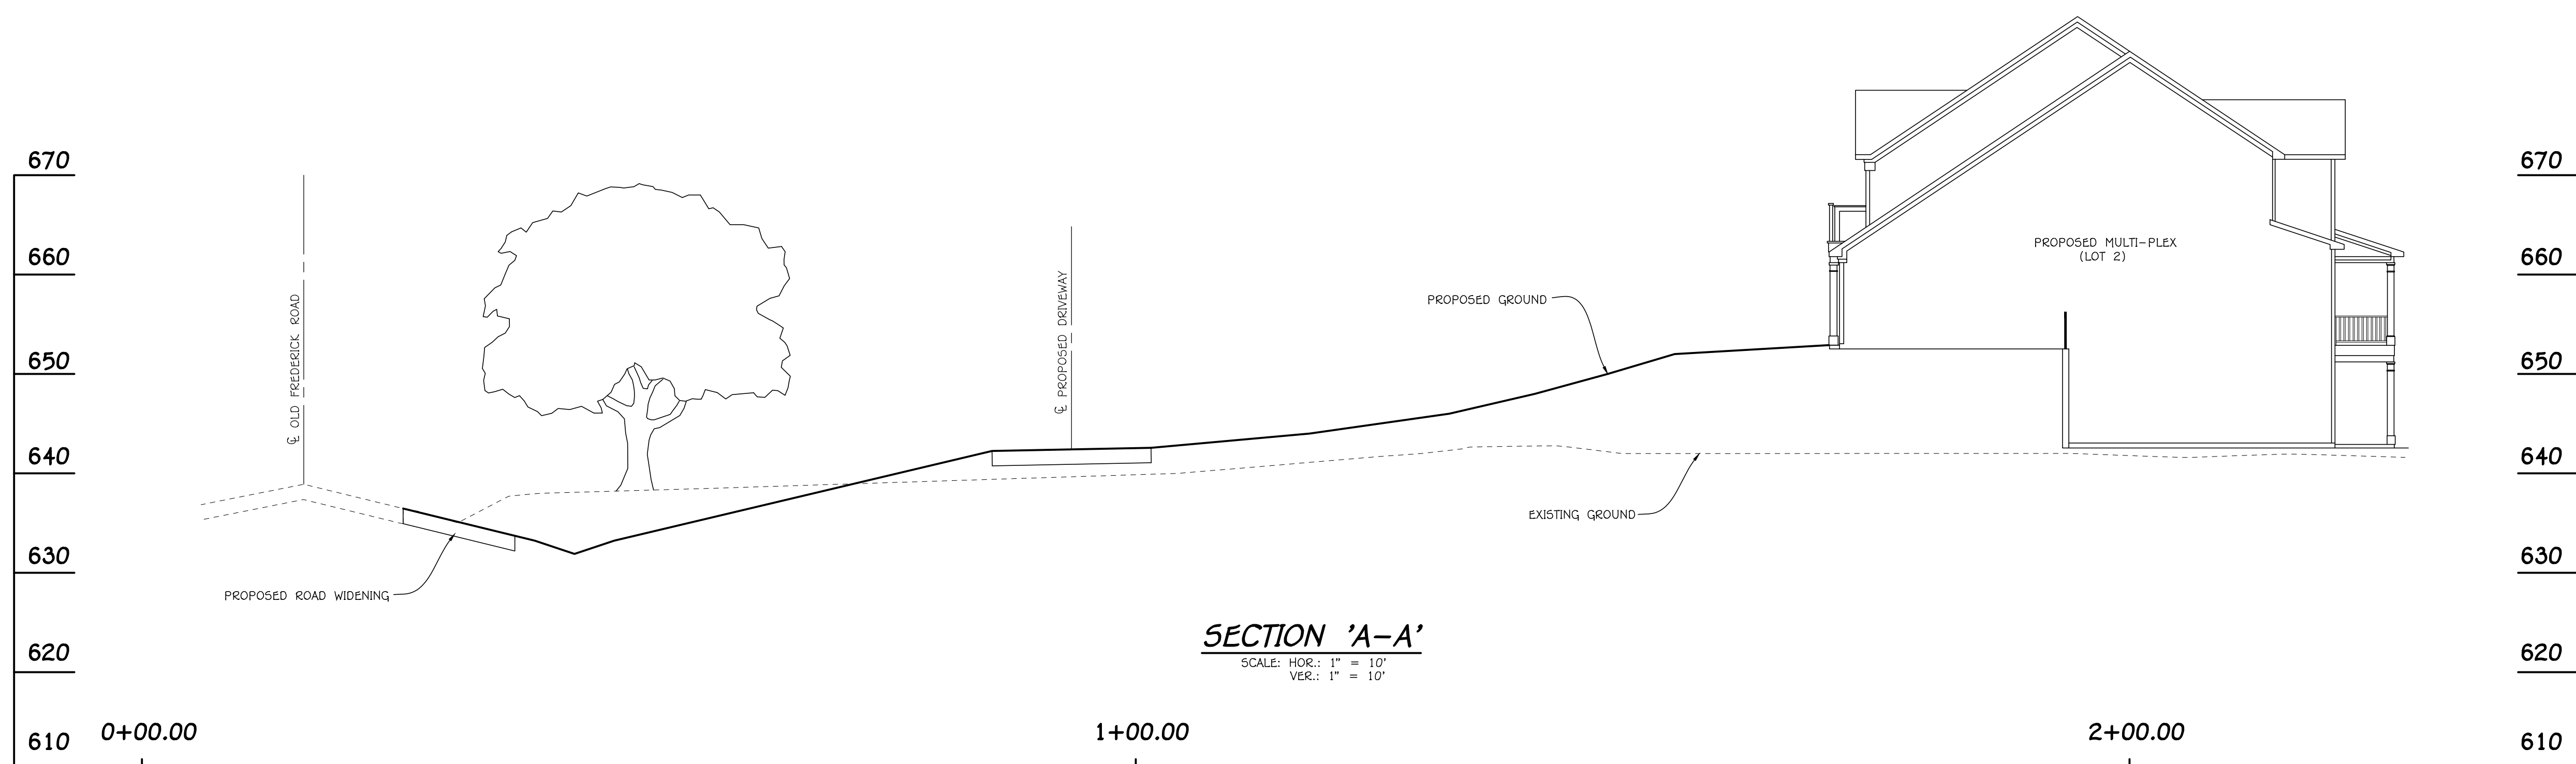 670
660
650
640
630
620
610
℄ OLD FREDERICK ROAD
℄ PROPOSED DRIVEWAY
PROPOSED GROUND
PROPOSED MULTI-PLEX
(LOT 2)
EXISTING GROUND
PROPOSED ROAD WIDENING
SECTION 'A-A'
SCALE: HOR.: 1" = 10'
VER.: 1" = 10'
0+00.00
1+00.00
2+00.00
670
660
650
640
630
620
610